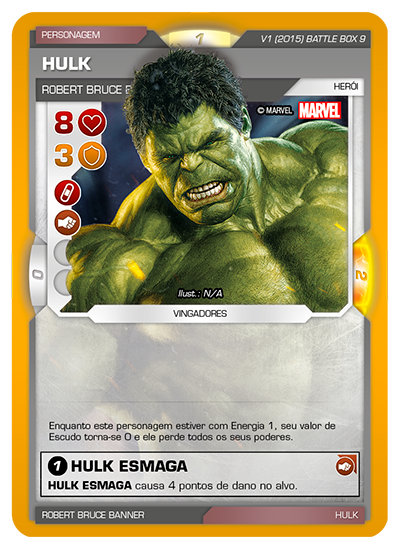 PERSONAGEM
1
V1 (2015) BATTLE BOX 9
HULK
ROBERT BRUCE
HERÓI
© MARVEL MARVEL
8
3
0
2
Ilust.: N/A
VINGADORES
Enquanto este personagem estiver com Energia 1, seu valor de
Escudo torna-se 0 e ele perde todos os seus poderes.
1 HULK ESMAGA
HULK ESMAGA causa 4 pontos de dano no alvo.
ROBERT BRUCE BANNER
HULK